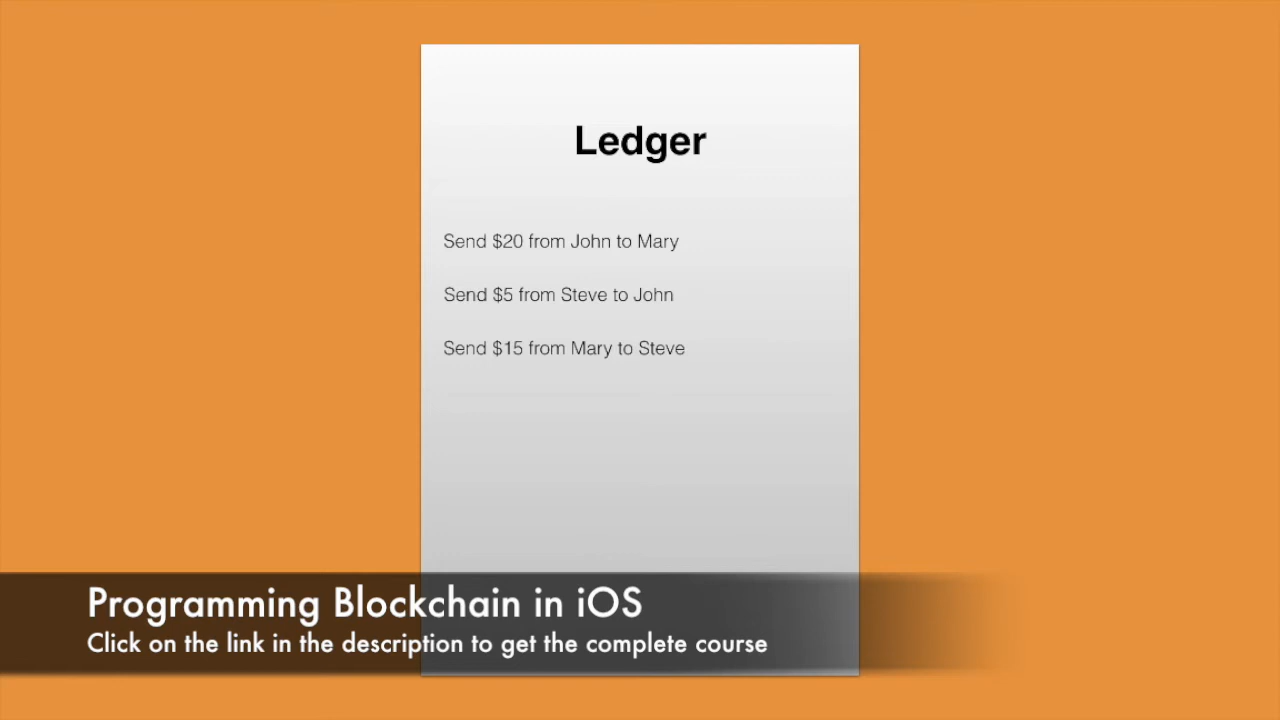 Ledger
Send $20 from John to Mary
Send $5 from Steve to John
Send $15 from Mary to Steve
Programming Blockchain in iOS
Click on the link in the description to get the complete course